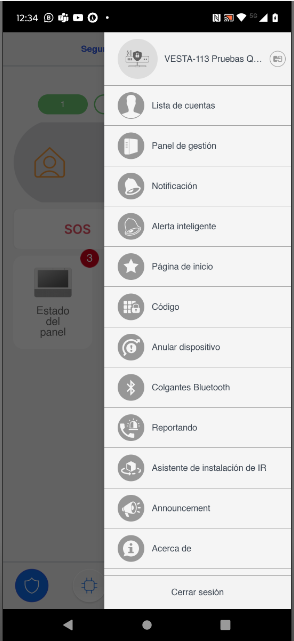 12:34
5G
Segur
VESTA-113 Pruebas Q...
1
Lista de cuentas
Panel de gestión
Notificación
Alerta inteligente
SOS
3
Página de inicio
Estado
del
panel
Código
Anular dispositivo
Colgantes Bluetooth
Reportando
Asistente de instalación de IR
Announcement
Acerca de
Cerrar sesión